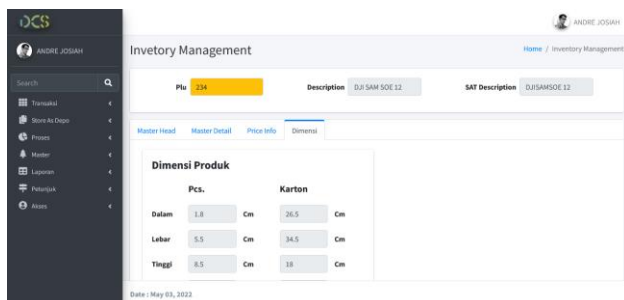 DCS
ANDRE JOSIAH
ANDRE JOSIAH
Invetory Management
Home / Inventory Management
Search
Plu 234 Description DJI SAM SOE 12 SAT Description DJISAMSOE 12
Transaksi
Store As Depo
Proses
Master
Laporan
Petunjuk
Akses
Master Head Master Detail Price Info Dimensi
Dimensi Produk
Pcs. Karton
Dalam 1.8 Cm 26.5 Cm
Lebar 5.5 Cm 34.5 Cm
Tinggi 8.5 Cm 18 Cm
Date : May 03, 2022